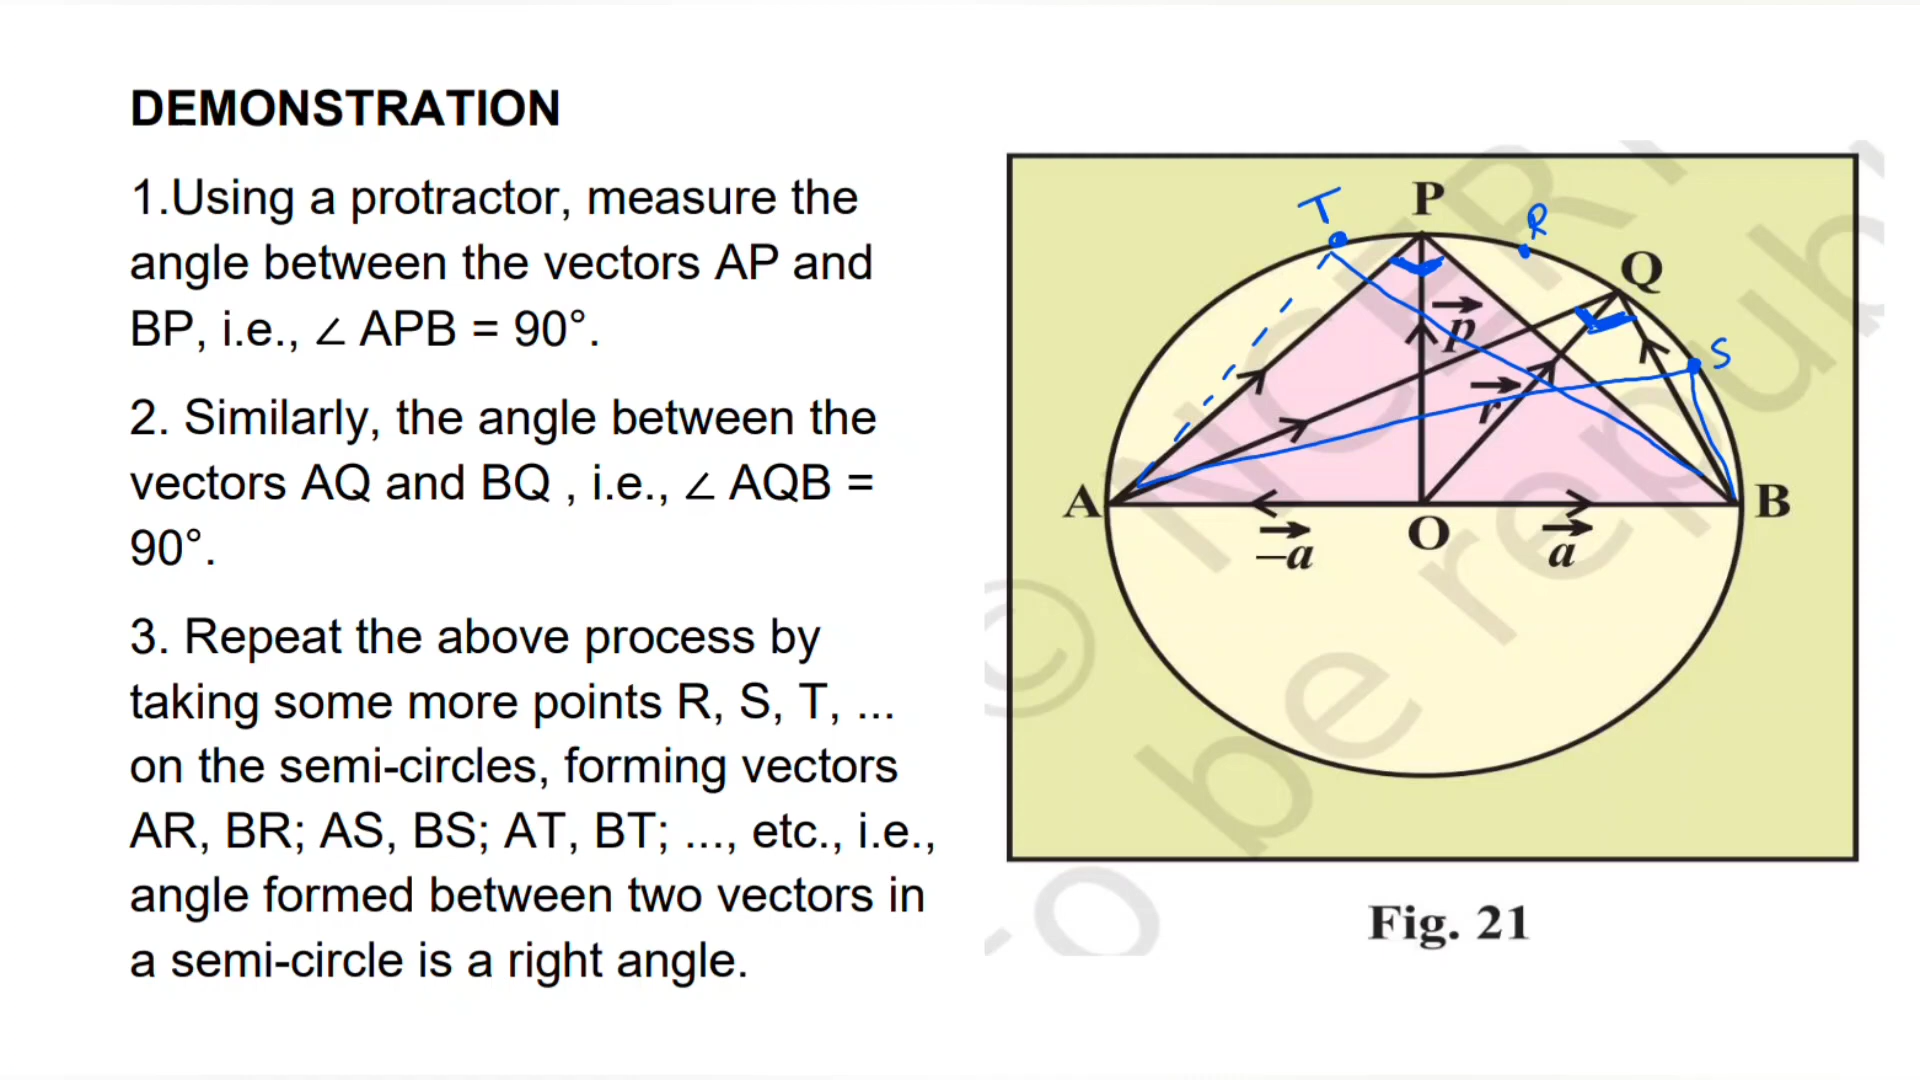 DEMONSTRATION
1.Using a protractor, measure the
angle between the vectors AP and
BP, i.e., ∠ APB = 90°.
2. Similarly, the angle between the
vectors AQ and BQ , i.e., ∠ AQB =
90°.
3. Repeat the above process by
taking some more points R, S, T, ...
on the semi-circles, forming vectors
AR, BR; AS, BS; AT, BT; ..., etc., i.e.,
angle formed between two vectors in
a semi-circle is a right angle.
T
P
R
Q
p
S
r
A
O
B
–a
a
© NCERT
o be republ
Fig. 21